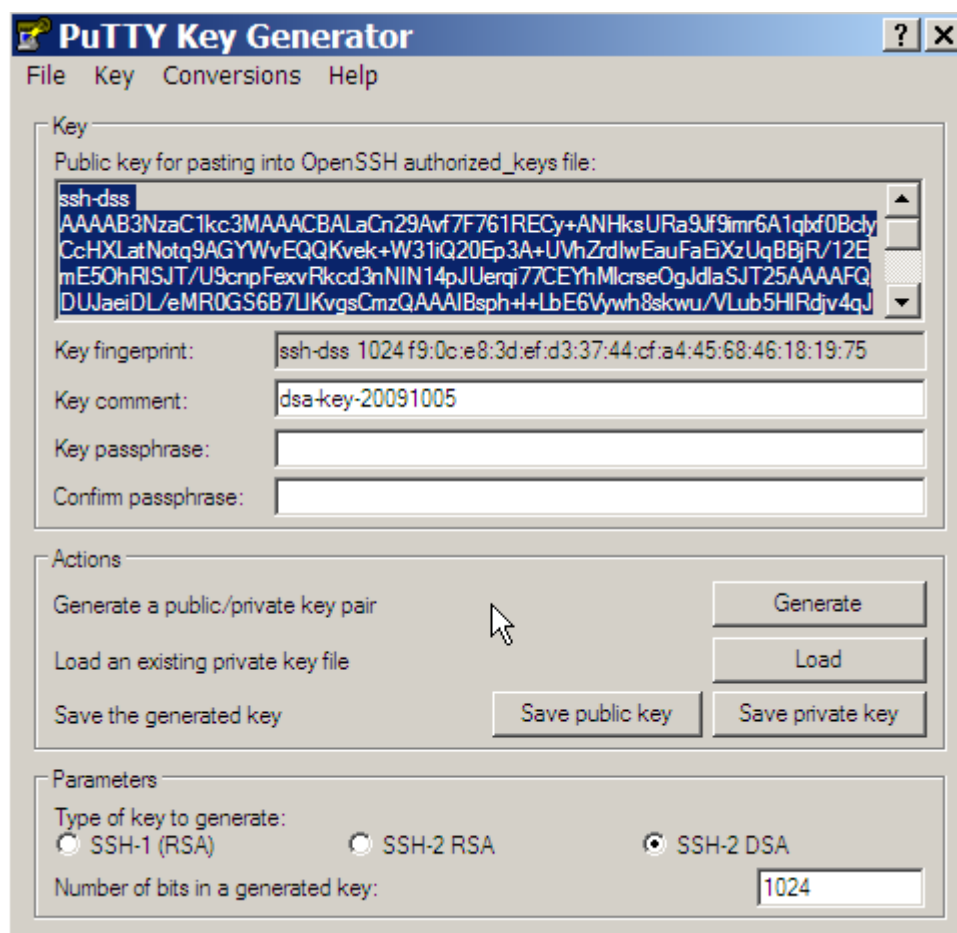 PuTTY Key Generator
File Key Conversions Help
Key
Public key for pasting into OpenSSH authorized_keys file:
ssh-dss
AAAAB3NzaC1kc3MAAACBALaCn29Avf7F761RECy+ANHksURa9Jf9imr6A1qlxf0Bcly
CcHXLatNotq9AGYWvEQQKvek+W31iQ20Ep3A+UVhZrdIwEauFaEiXzUqBBjR/12E
mE5OhRlSJT/U9cnpFexvRkcd3nNIN14pJUerqi77CEYhMlcrseOgJdlaSJT25AAAAFQ
DUJaeiDL/eMR0GS6B7LlKvgsCmzQAAAIBsph+l+LbE6Vywh8skwu/VLub5HlRdjv4qJ
Key fingerprint: ssh-dss 1024 f9:0c:e8:3d:ef:d3:37:44:cf:a4:45:68:46:18:19:75
Key comment: dsa-key-20091005
Key passphrase:
Confirm passphrase:
Actions
Generate a public/private key pair Generate
Load an existing private key file Load
Save the generated key Save public key Save private key
Parameters
Type of key to generate:
SSH-1 (RSA) SSH-2 RSA SSH-2 DSA
Number of bits in a generated key: 1024